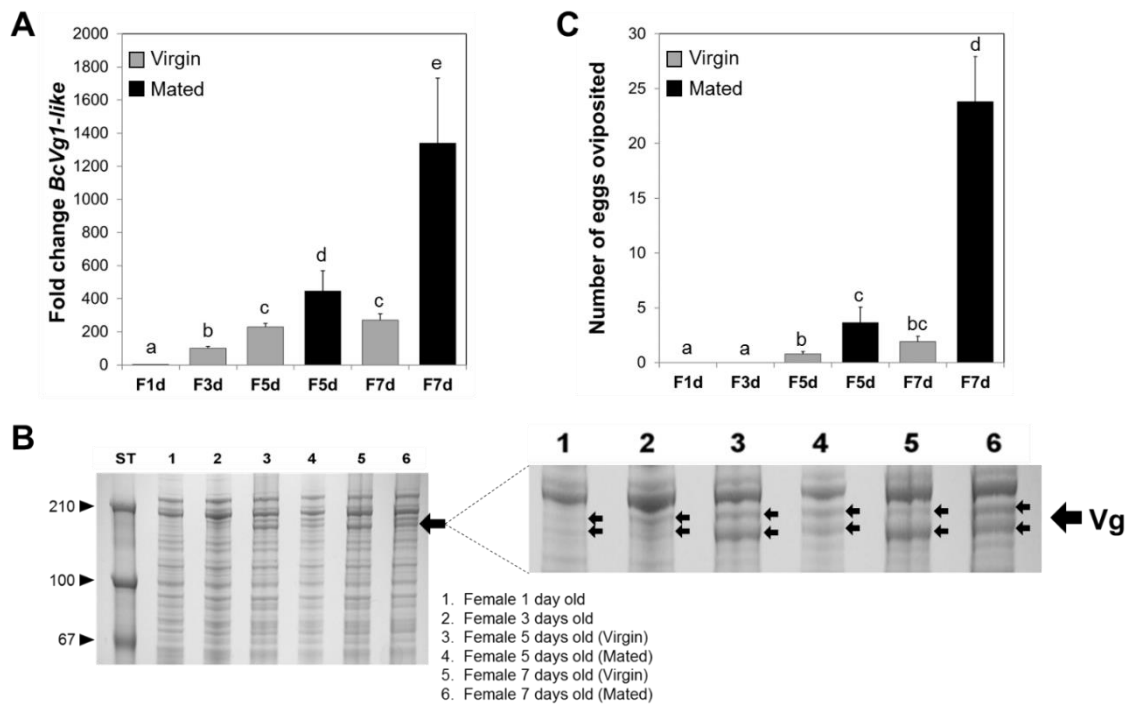 A
Fold change BcVg1-like
2000
1800
1600
1400
1200
1000
800
600
400
200
0
Virgin
Mated
a
b
c
d
c
e
F1d F3d F5d F5d F7d F7d
C
Number of eggs oviposited
30
25
20
15
10
5
0
Virgin
Mated
a
a
b
c
bc
d
F1d F3d F5d F5d F7d F7d
B
ST 1 2 3 4 5 6
210
100
67
1 2 3 4 5 6
Vg
1. Female 1 day old
2. Female 3 days old
3. Female 5 days old (Virgin)
4. Female 5 days old (Mated)
5. Female 7 days old (Virgin)
6. Female 7 days old (Mated)